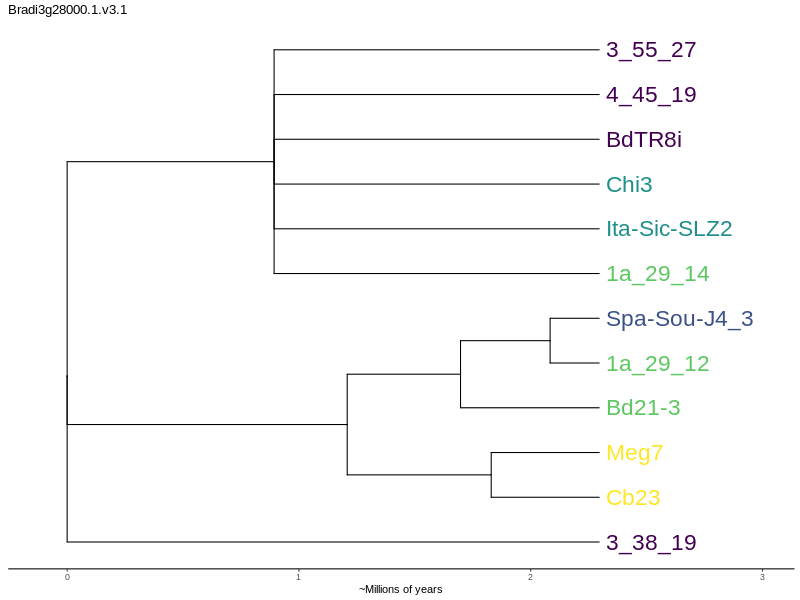 Bradi3g28000.1.v3.1
3_55_27
4_45_19
BdTR8i
Chi3
Ita-Sic-SLZ2
1a_29_14
Spa-Sou-J4_3
1a_29_12
Bd21-3
Meg7
Cb23
3_38_19
0 1 2 3
~Millions of years